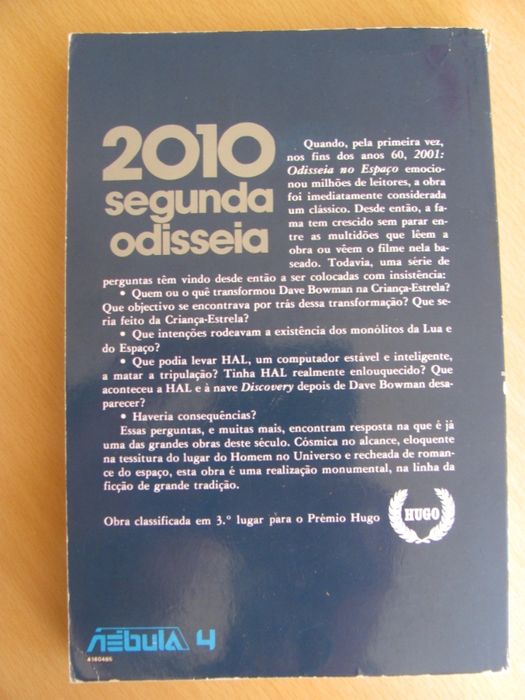 2010
segunda
odisseia
Quando, pela primeira vez,
nos fins dos anos 60, 2001:
Odisseia no Espaço emocio-
nou milhões de leitores, a obra
foi imediatamente considerada
um clássico. Desde então, a fa-
ma tem crescido sem parar en-
tre as multidões que lêem a
obra ou vêem o filme nela ba-
seado. Todavia, uma série de
perguntas têm vindo desde então a ser colocadas com insistência:
• Quem ou o quê transformou Dave Bowman na Criança-Estrela?
Que objectivo se encontrava por trás dessa transformação? Que se-
ria feito da Criança-Estrela?
• Que intenções rodeavam a existência dos monólitos da Lua e
do Espaço?
• Que podia levar HAL, um computador estável e inteligente,
a matar a tripulação? Tinha HAL realmente enlouquecido? Que
aconteceu a HAL e à nave Discovery depois de Dave Bowman desa-
parecer?
• Haveria consequências?
Essas perguntas, e muitas mais, encontram resposta na que é já
uma das grandes obras deste século. Cósmica no alcance, eloquente
na tessitura do lugar do Homem no Universo e recheada de roman-
ce do espaço, esta obra é uma realização monumental, na linha da
ficção de grande tradição.
Obra classificada em 3.º lugar para o Prémio Hugo
HUGO
nébula 4
4160485